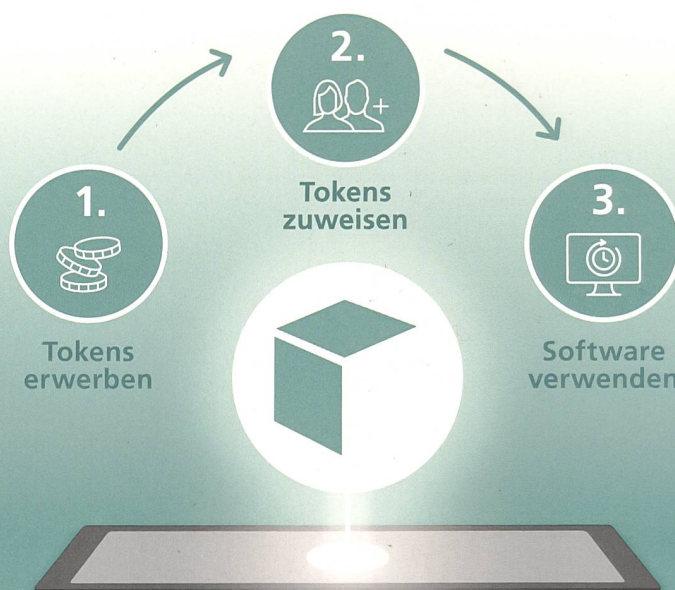 1.
Tokens
erwerben
2.
Tokens
zuweisen
3.
Software
verwenden